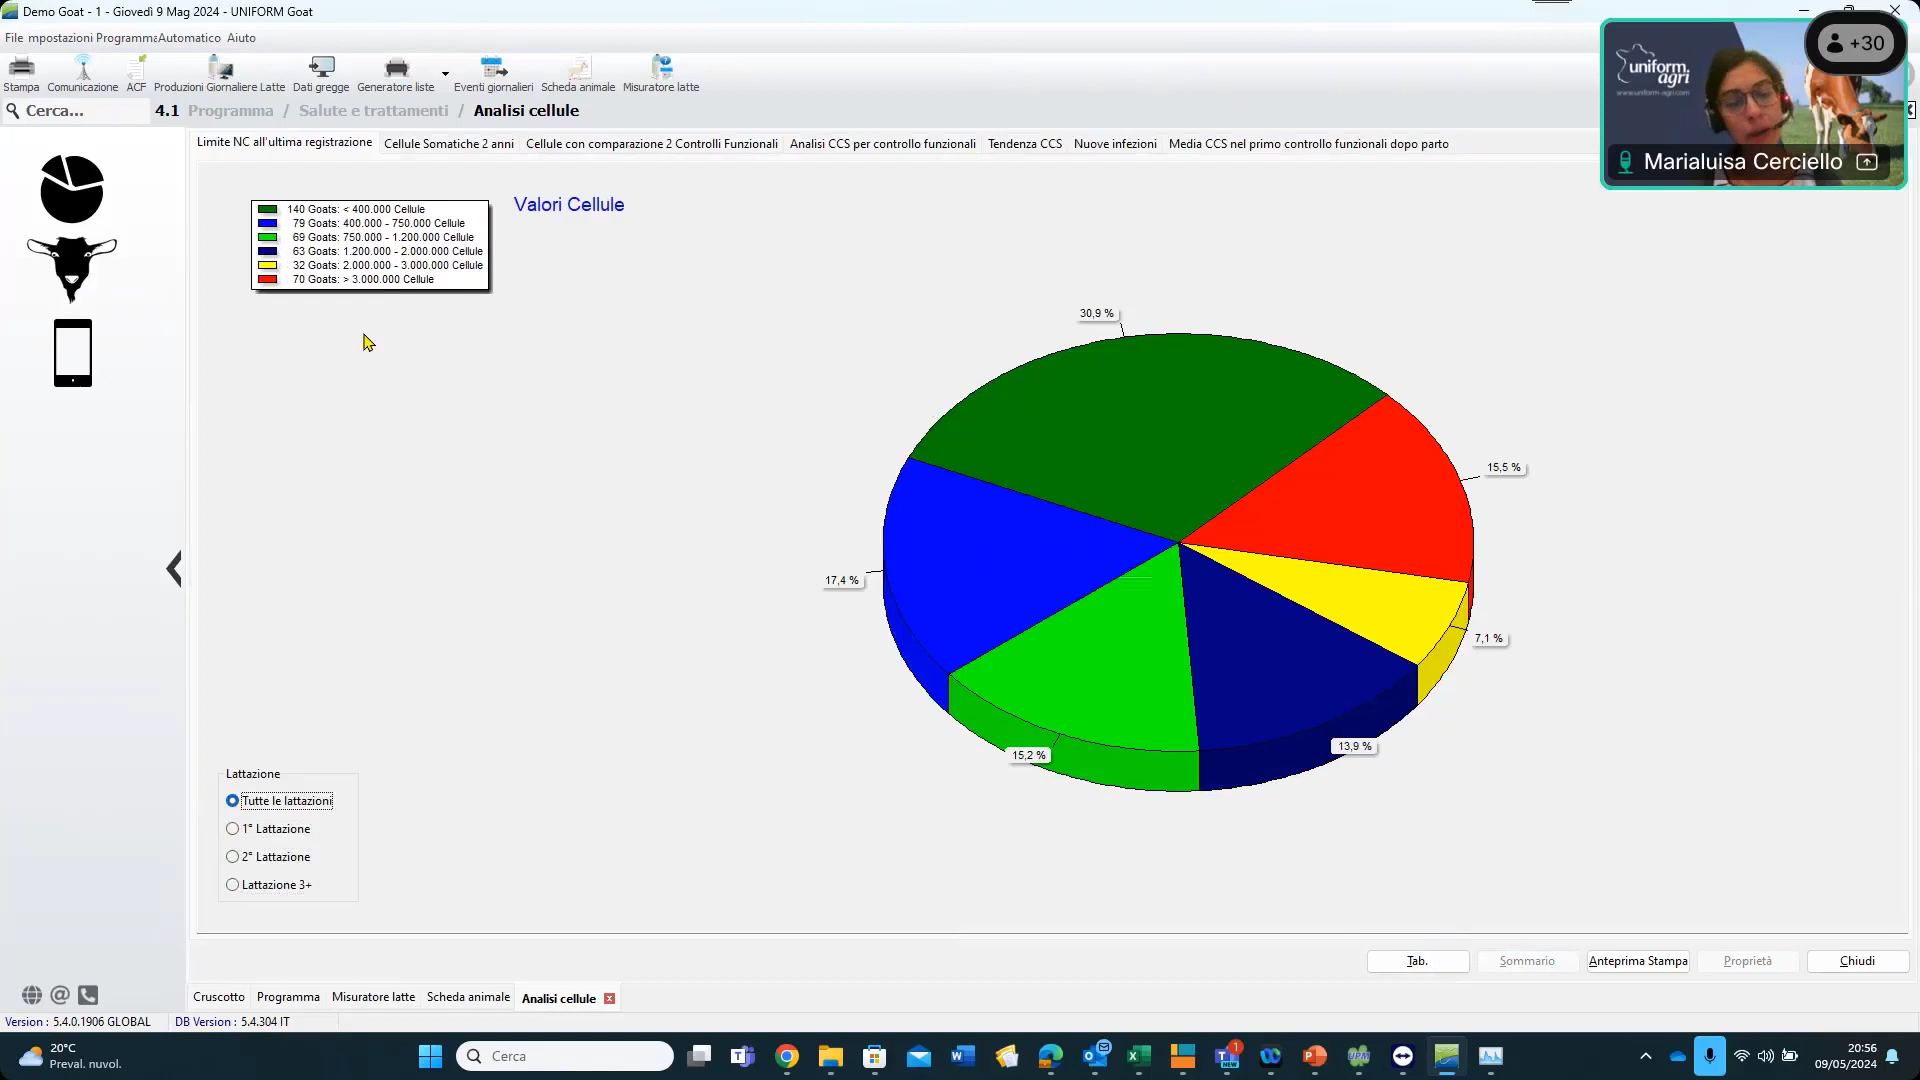 Demo Goat - 1 - Giovedì 9 Mag 2024 - UNIFORM Goat
File mpostazioni Programma Automatico Aiuto
Stampa Comunicazione ACF Produzioni Giornaliere Latte Dati gregge Generatore liste Eventi giornalieri Scheda animale Misuratore latte
Cerca... 4.1 Programma / Salute e trattamenti / Analisi cellule
Limite NC all'ultima registrazione Cellule Somatiche 2 anni Cellule con comparazione 2 Controlli Funzionali Analisi CCS per controllo funzionali Tendenza CCS Nuove infezioni Media CCS nel primo controllo funzionali dopo parto
+30
uniform.
agri
www.uniform-agri.com
Marialuisa Cerciello
Valori Cellule
140 Goats: < 400.000 Cellule
79 Goats: 400.000 - 750.000 Cellule
69 Goats: 750.000 - 1.200.000 Cellule
63 Goats: 1.200.000 - 2.000.000 Cellule
32 Goats: 2.000.000 - 3.000.000 Cellule
70 Goats: > 3.000.000 Cellule
30,9 %
15,5 %
17,4 %
7,1 %
15,2 %
13,9 %
Lattazione
Tutte le lattazioni
1° Lattazione
2° Lattazione
Lattazione 3+
Tab. Sommario Anteprima Stampa Proprietà Chiudi
Cruscotto Programma Misuratore latte Scheda animale Analisi cellule
Version : 5.4.0.1906 GLOBAL DB Version : 5.4.304 IT
20°C
Preval. nuvol.
Cerca
1
NEW
20:56
09/05/2024